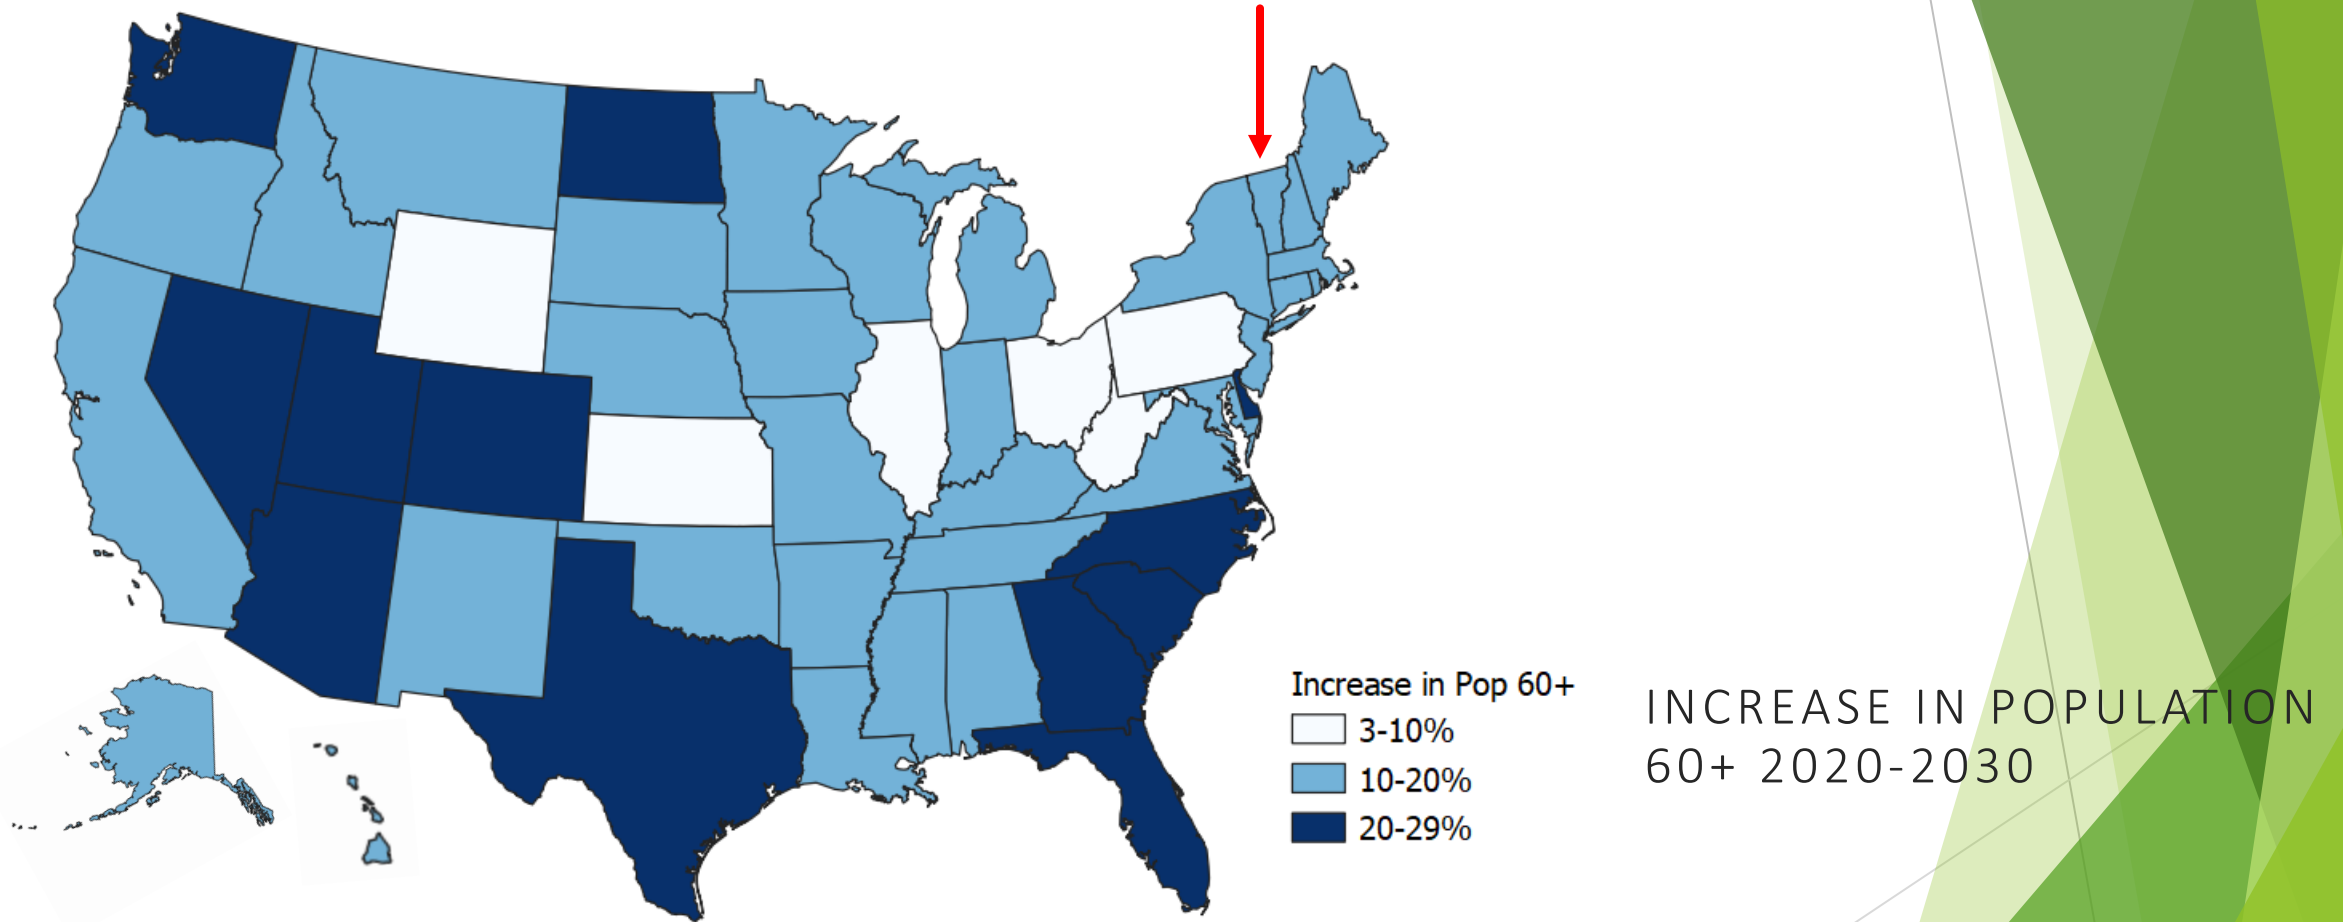 Increase in Pop 60+
3-10%
10-20%
20-29%
INCREASE IN POPULATION
60+ 2020-2030